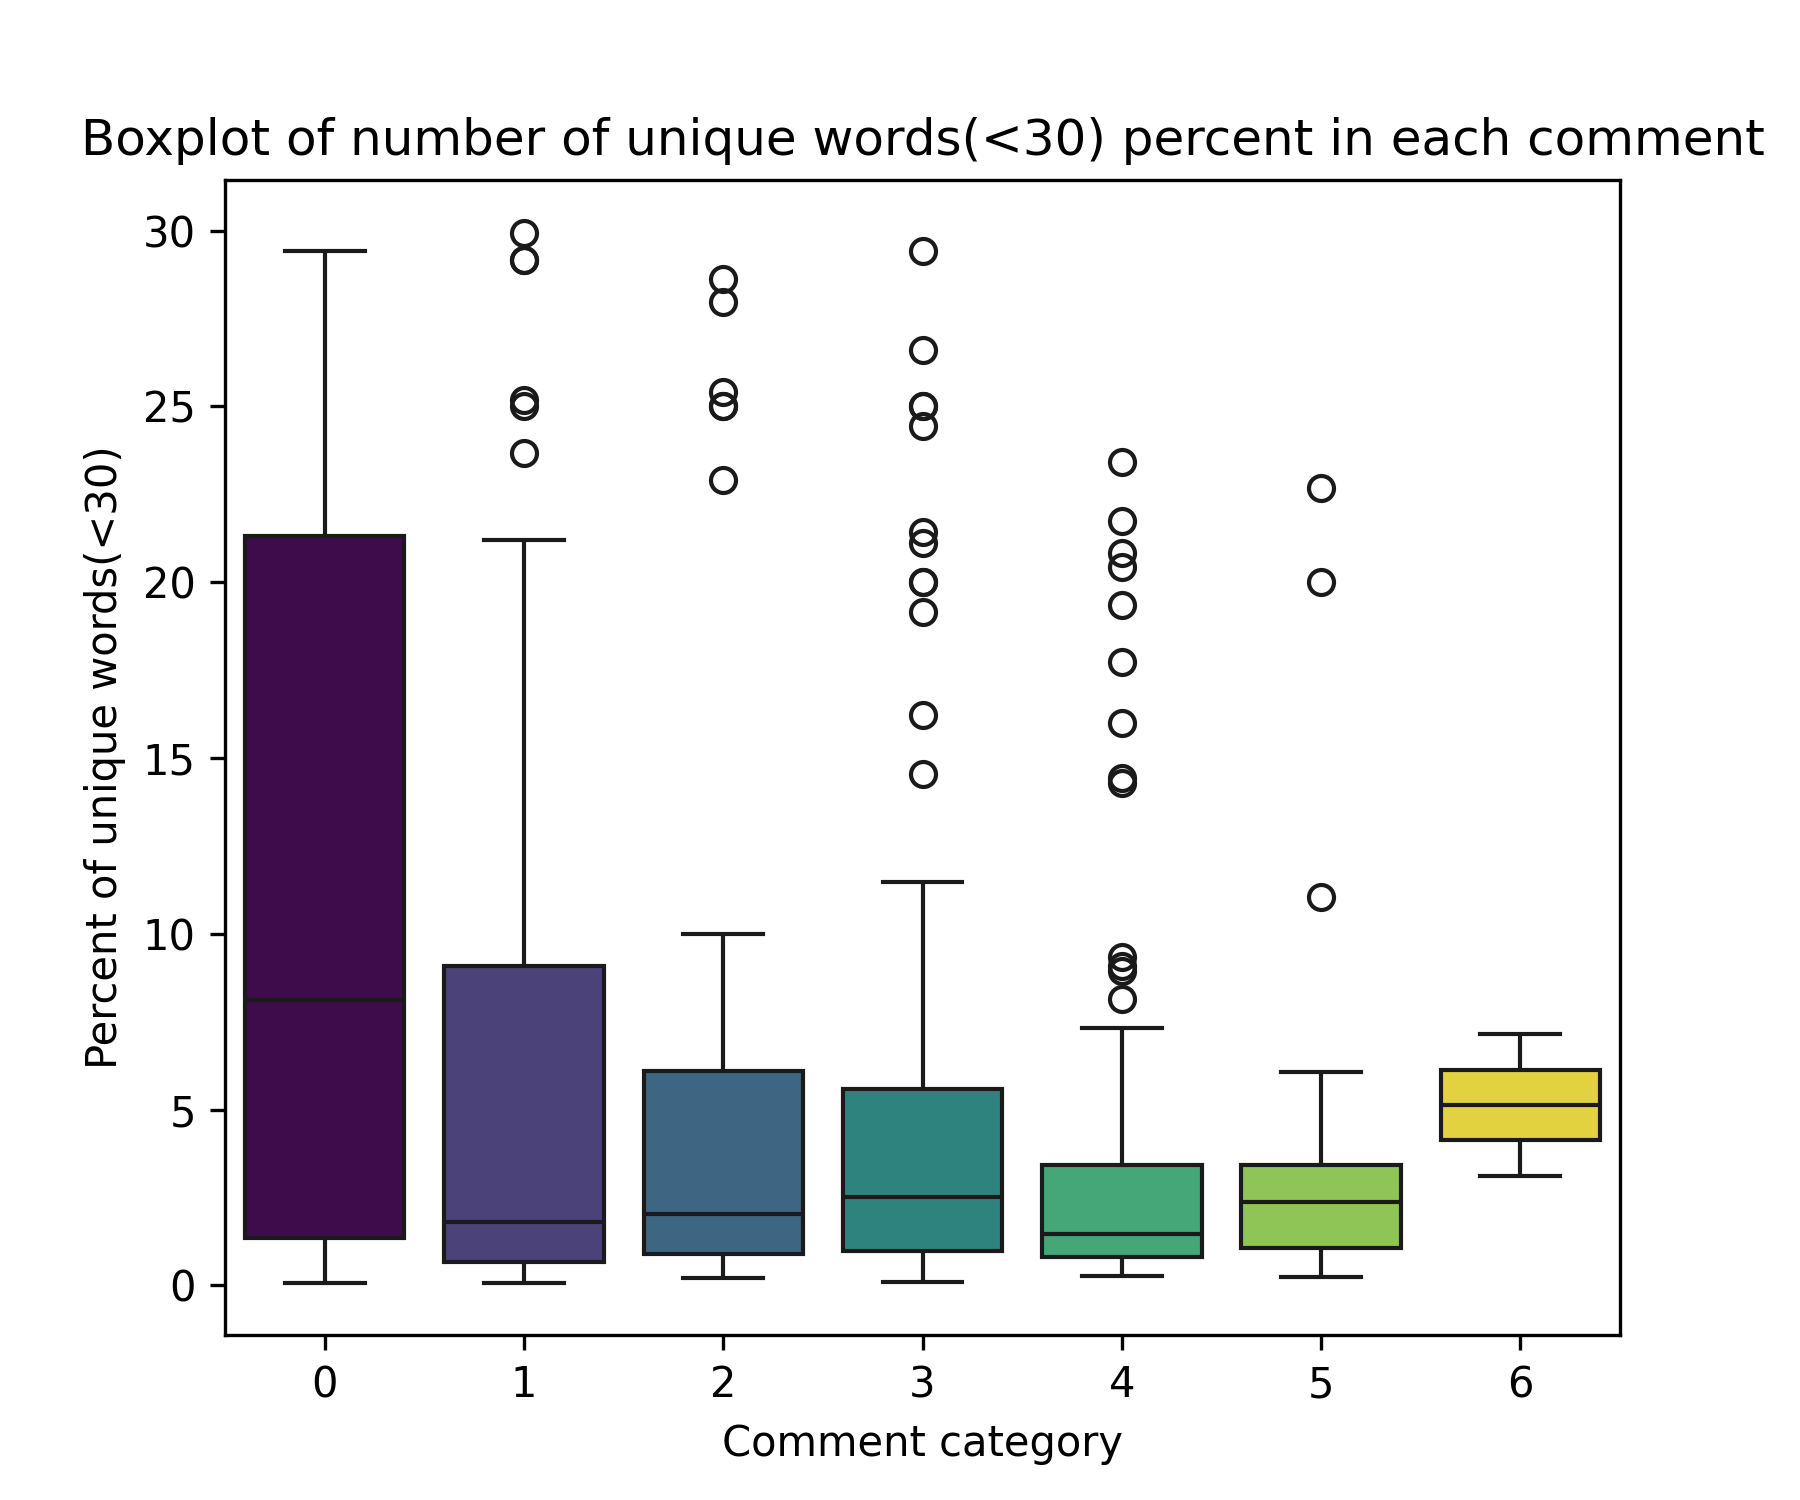 Boxplot of number of unique words(<30) percent in each comment
Percent of unique words(<30)
30
25
20
15
10
5
0
0 1 2 3 4 5 6
Comment category